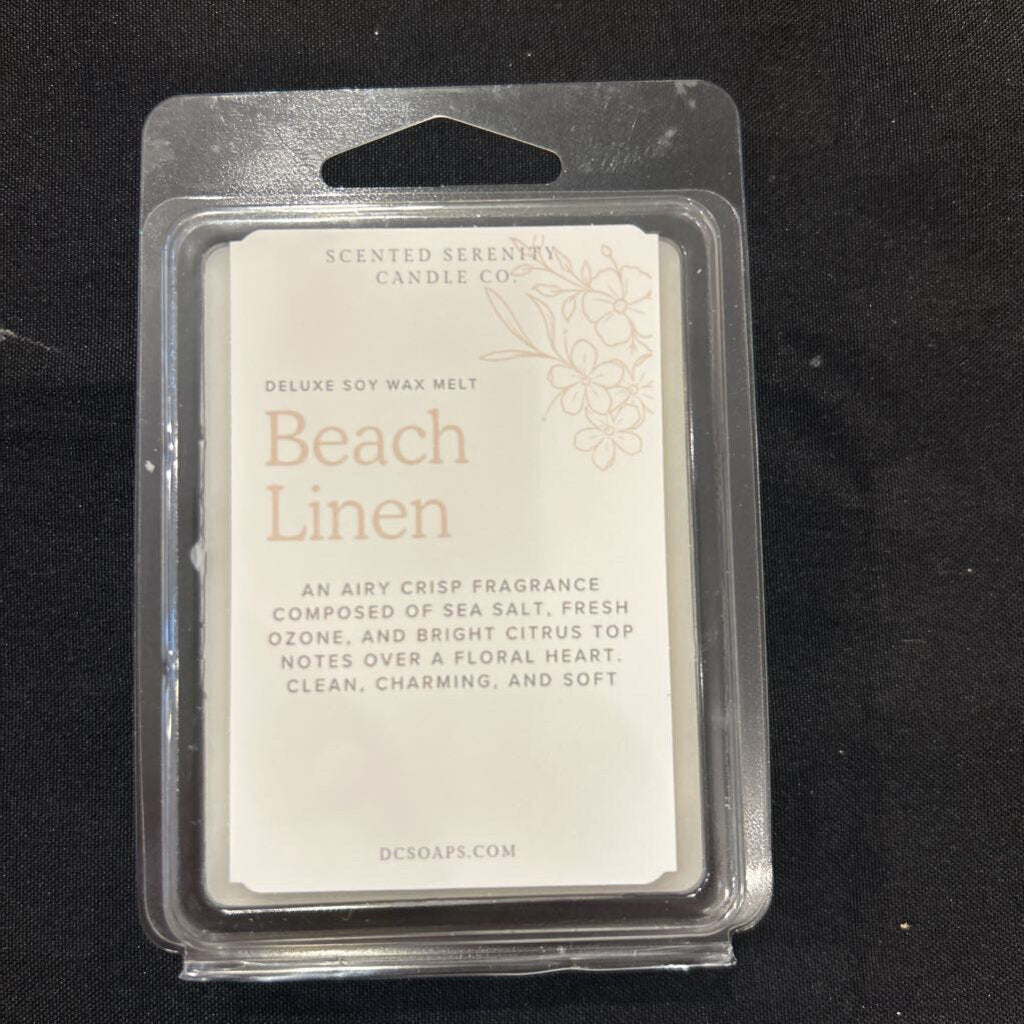 SCENTED SERENITY
CANDLE CO.
DELUXE SOY WAX MELT
Beach
Linen
AN AIRY CRISP FRAGRANCE
COMPOSED OF SEA SALT, FRESH
OZONE, AND BRIGHT CITRUS TOP
NOTES OVER A FLORAL HEART.
CLEAN, CHARMING, AND SOFT
DCSOAPS.COM